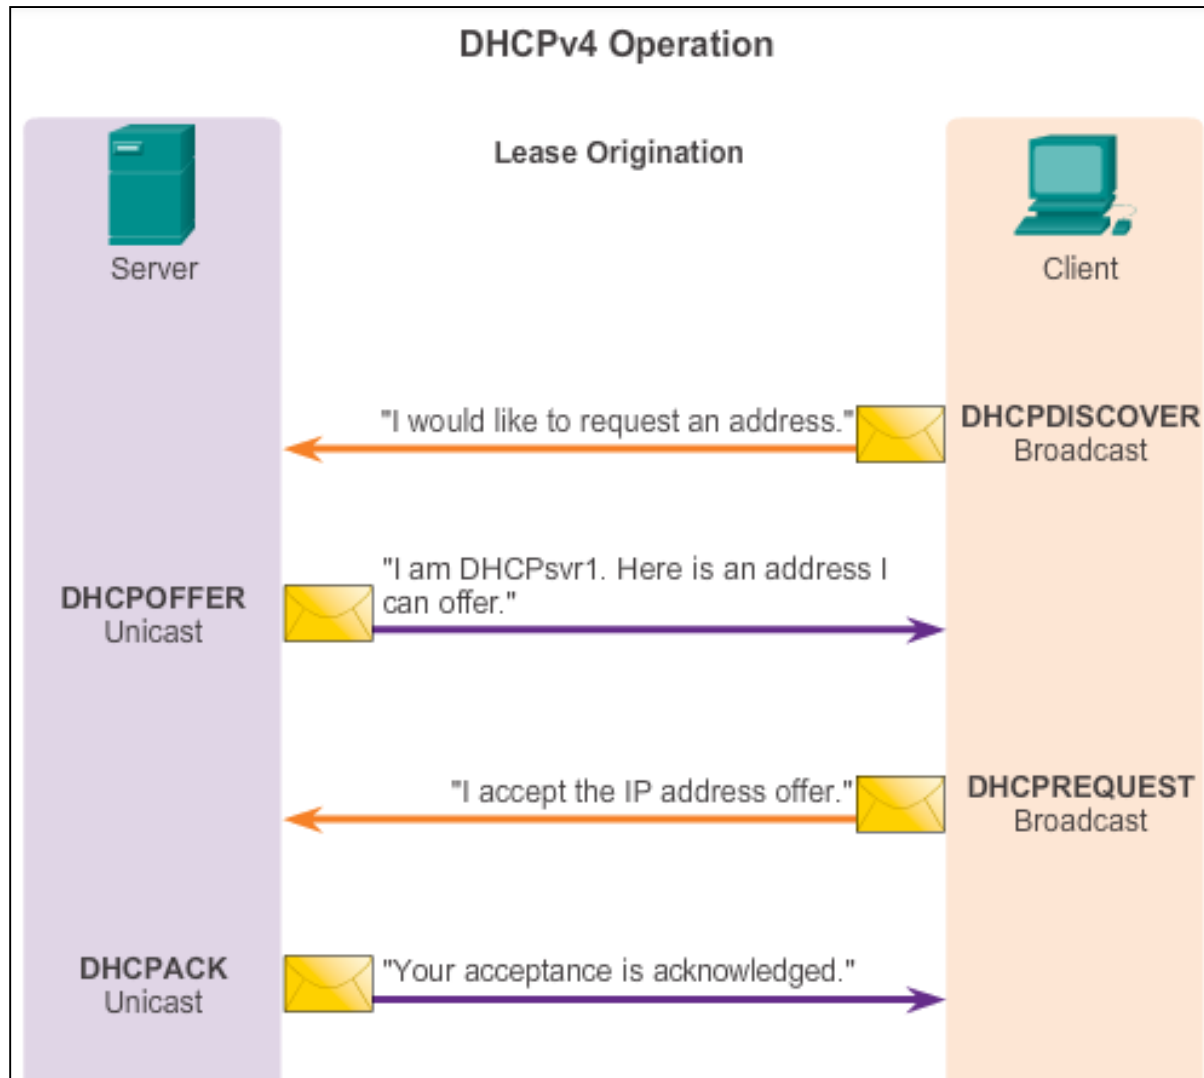 DHCPv4 Operation
Lease Origination
Server
Client
"I would like to request an address."
DHCPDISCOVER
Broadcast
"I am DHCPsvr1. Here is an address I
can offer."
DHCPOFFER
Unicast
"I accept the IP address offer."
DHCPREQUEST
Broadcast
DHCPACK
Unicast
"Your acceptance is acknowledged."